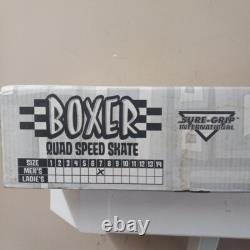 BOXER
QUAD SPEED SKATE
SURE-GRIP
INTERNATIONAL
SIZE 1 2 3 4 5 6 7 8 9 10 11 12 13 14
MEN'S X
LADIE'S